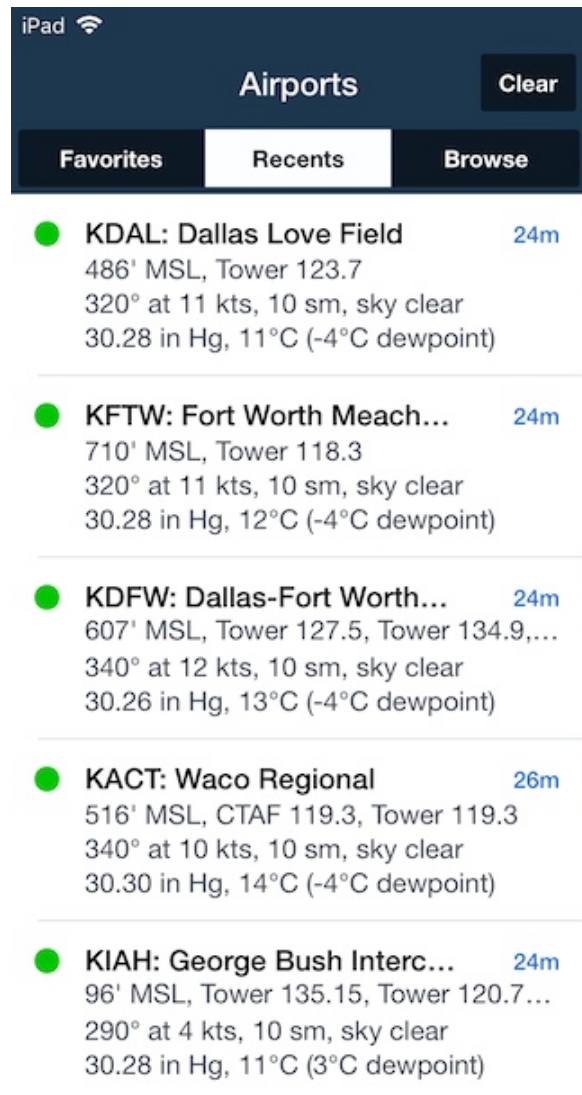 iPad
Airports
Clear
Favorites Recents Browse
KDAL: Dallas Love Field 24m
486' MSL, Tower 123.7
320° at 11 kts, 10 sm, sky clear
30.28 in Hg, 11°C (-4°C dewpoint)
KFTW: Fort Worth Meach... 24m
710' MSL, Tower 118.3
320° at 11 kts, 10 sm, sky clear
30.28 in Hg, 12°C (-4°C dewpoint)
KDFW: Dallas-Fort Wort... 24m
607' MSL, Tower 127.5, Tower 134.9,...
340° at 12 kts, 10 sm, sky clear
30.26 in Hg, 13°C (-4°C dewpoint)
KACT: Waco Regional 26m
516' MSL, CTAF 119.3, Tower 119.3
340° at 10 kts, 10 sm, sky clear
30.30 in Hg, 14°C (-4°C dewpoint)
KIAH: George Bush Interc... 24m
96' MSL, Tower 135.15, Tower 120.7...
290° at 4 kts, 10 sm, sky clear
30.28 in Hg, 11°C (3°C dewpoint)